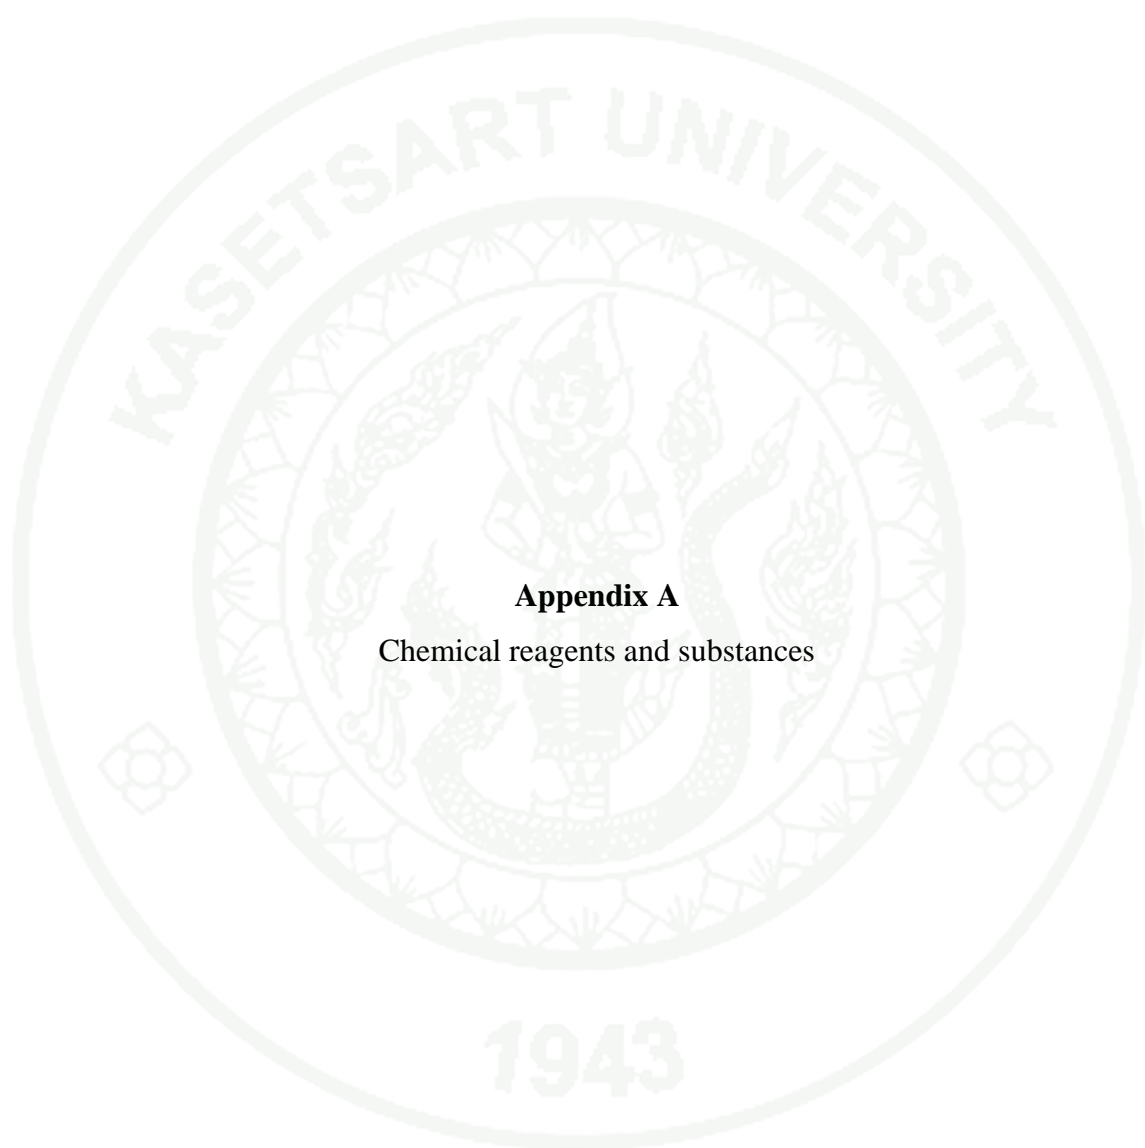 KASETSART UNIVERSITY
Appendix A
Chemical reagents and substances
1943